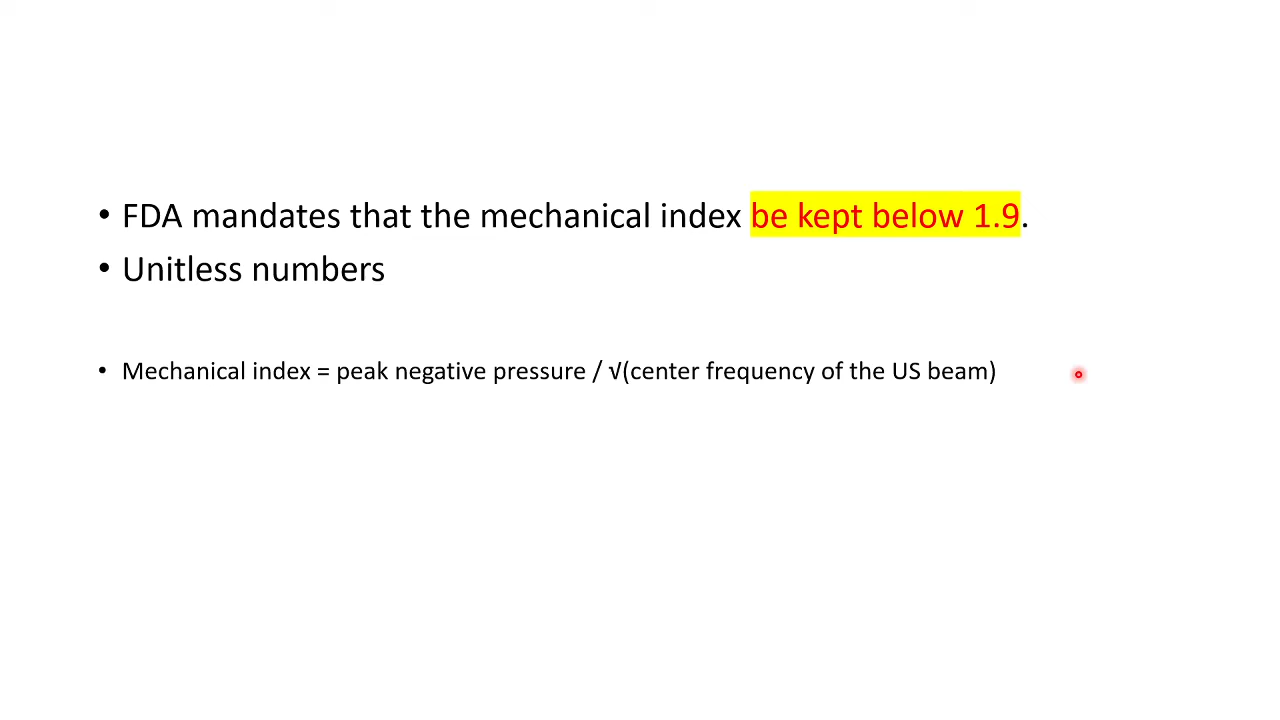 • FDA mandates that the mechanical index be kept below 1.9.
• Unitless numbers
• Mechanical index = peak negative pressure / √(center frequency of the US beam)